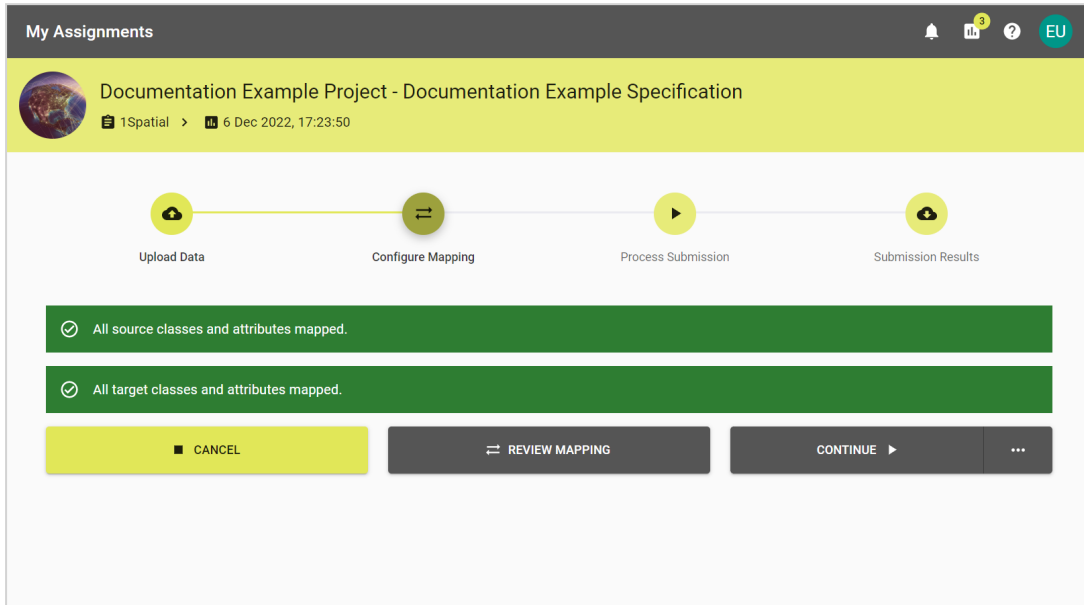 My Assignments
3
EU
Documentation Example Project - Documentation Example Specification
1Spatial > 6 Dec 2022, 17:23:50
Upload Data
Configure Mapping
Process Submission
Submission Results
All source classes and attributes mapped.
All target classes and attributes mapped.
CANCEL
REVIEW MAPPING
CONTINUE